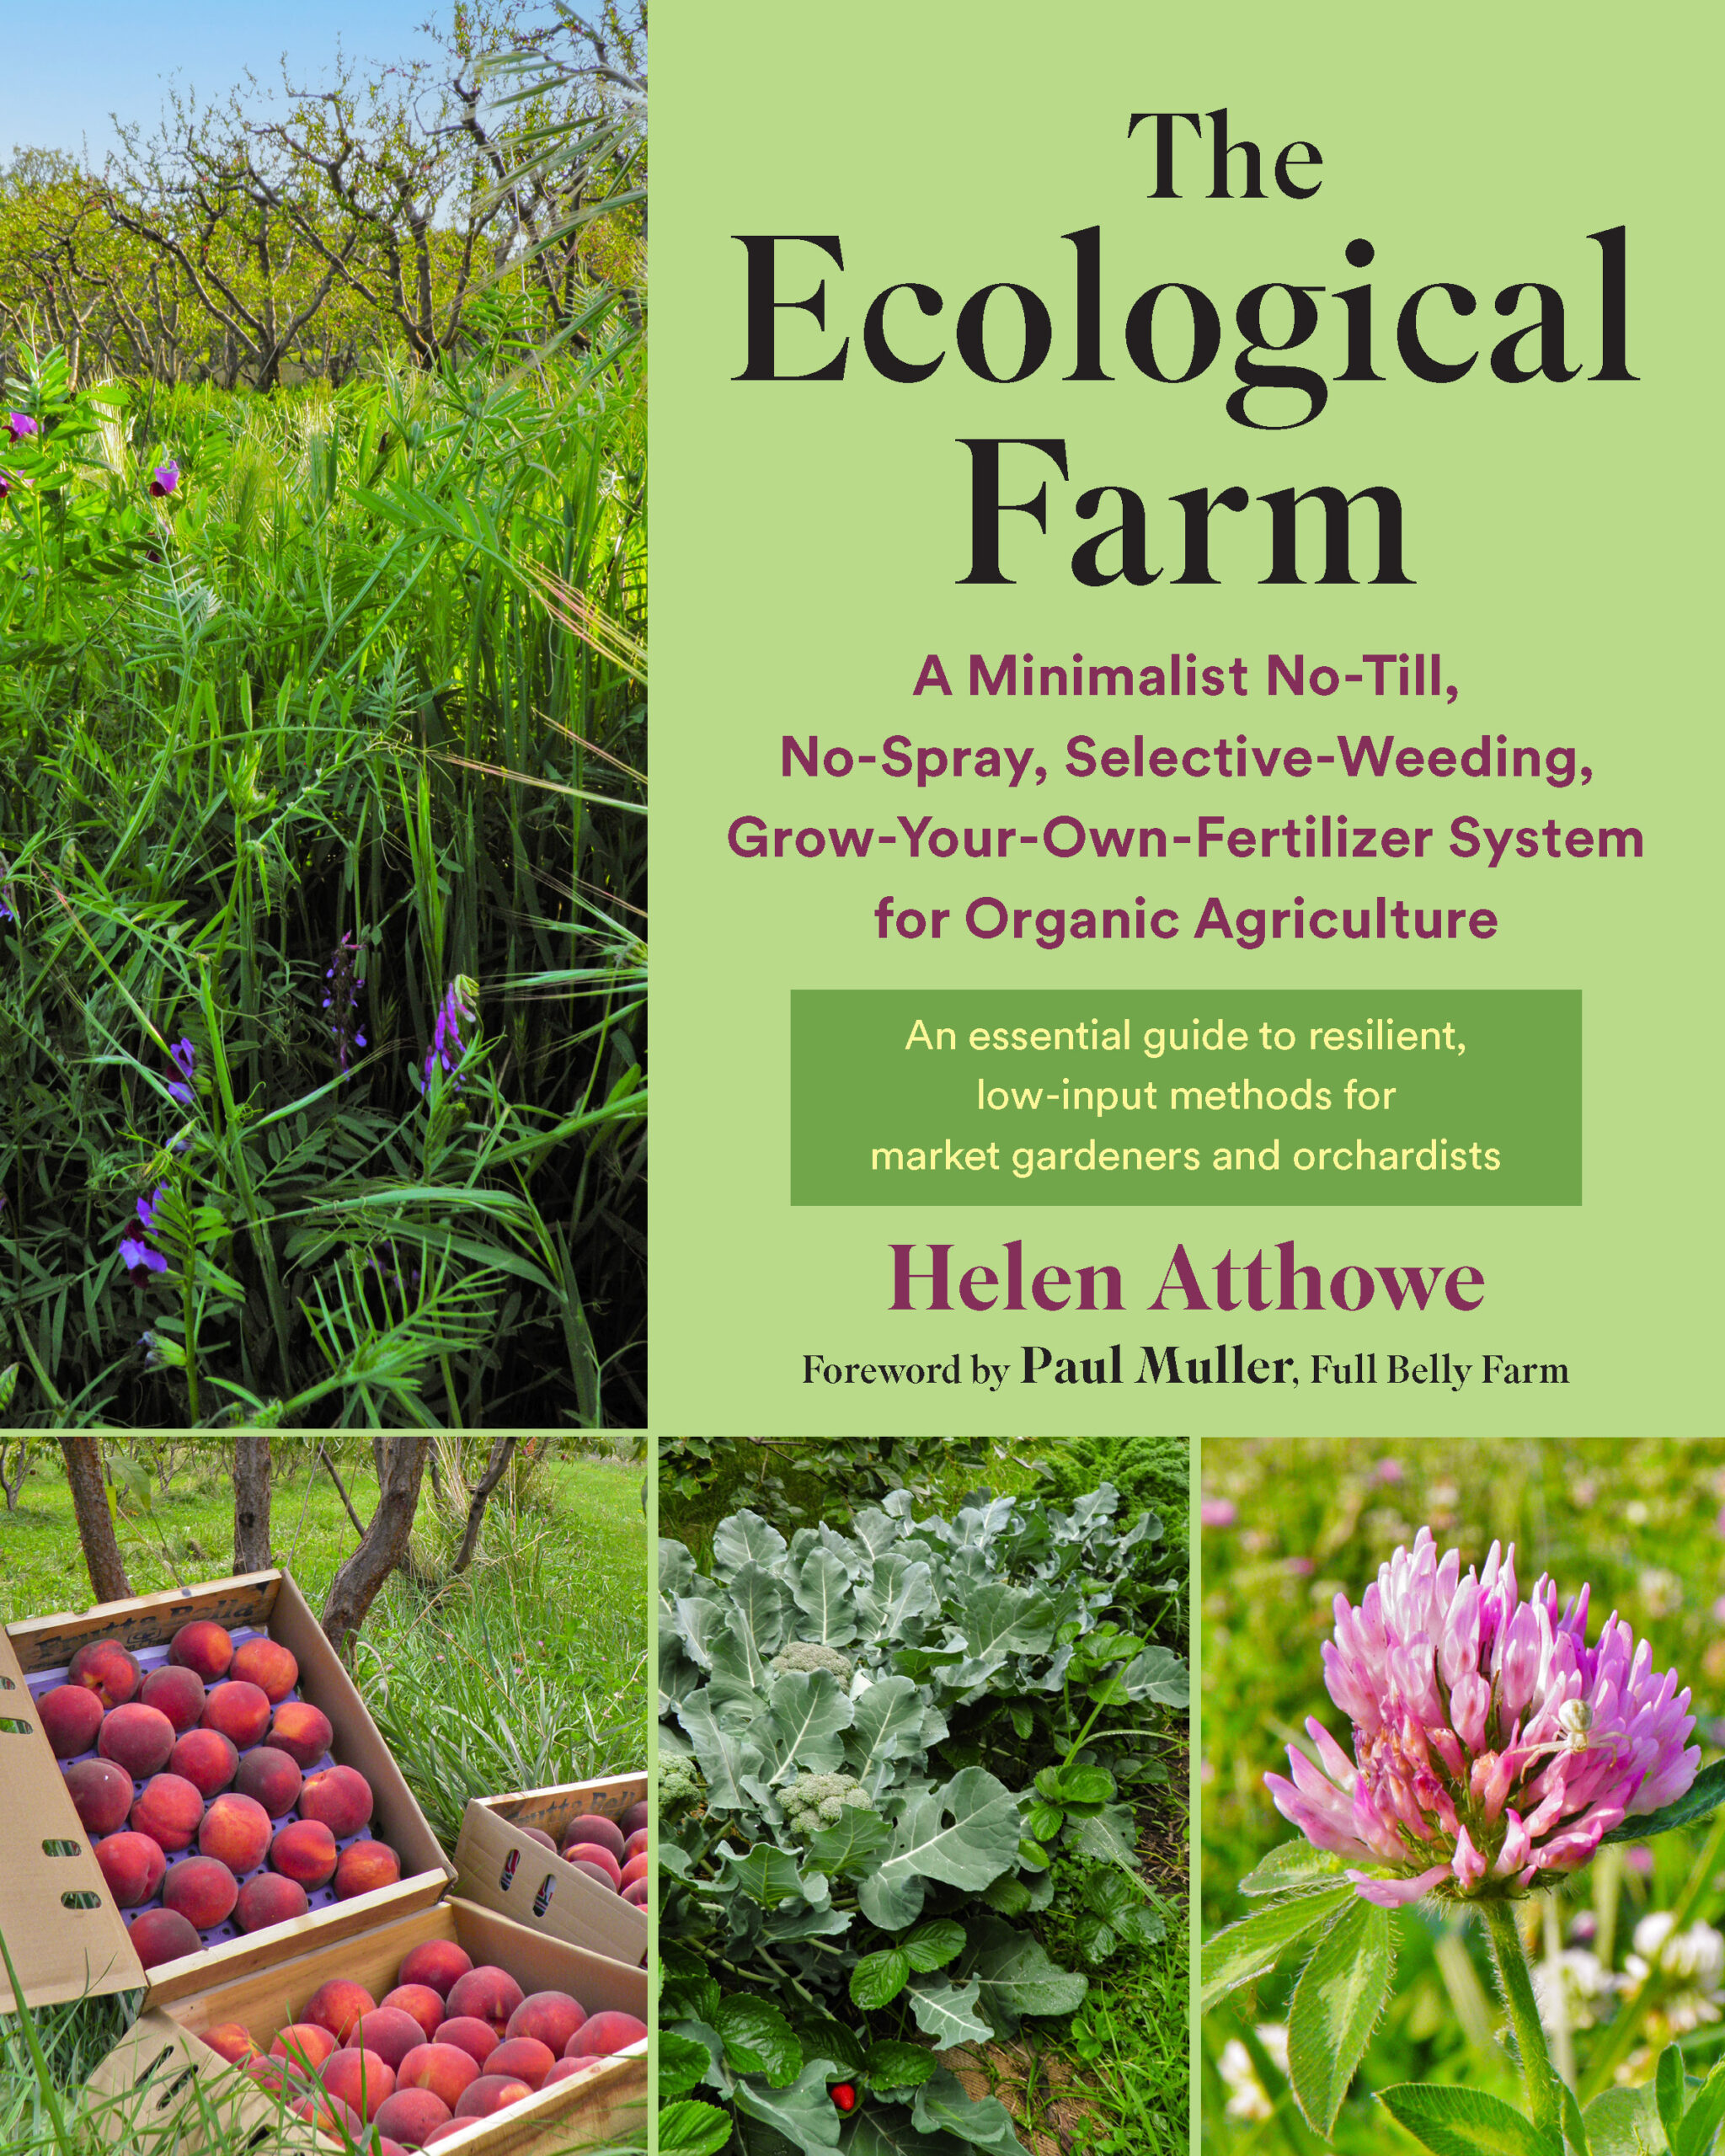 The
Ecological
Farm
A Minimalist No-Till,
No-Spray, Selective-Weeding,
Grow-Your-Own-Fertilizer System
for Organic Agriculture
An essential guide to resilient,
low-input methods for
market gardeners and orchardists
Helen Atthowe
Foreword by Paul Muller, Full Belly Farm
Frutta Bella